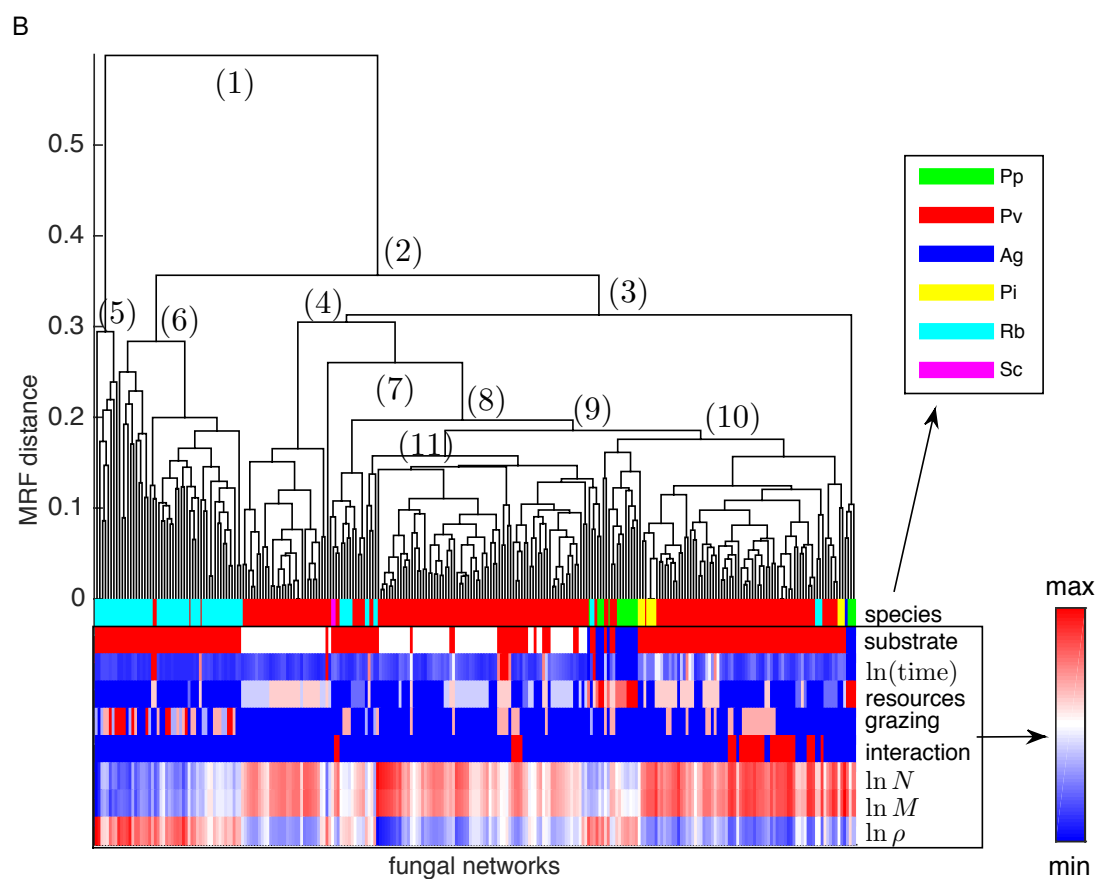 B
(1)
0.5
Pp
Pv
0.4
(2)
Ag
(3)
Pi
(4)
(5)
(6)
0.3
Rb
Sc
(7)
(8)
(9)
(10)
0.2
(11)
MRF distance
0.1
0
max
species
substrate
ln(time)
resources
grazing
interaction
ln N
ln M
ln ρ
fungal networks
min